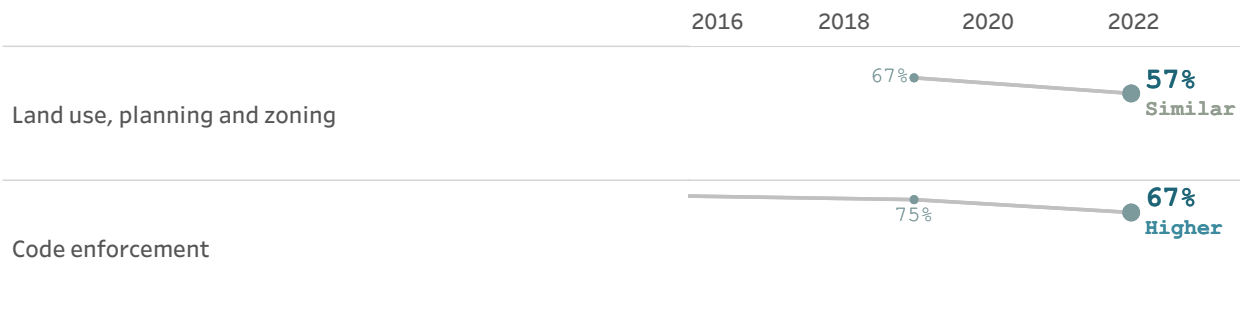 2016 2018 2020 2022
67% 57%
Similar
Land use, planning and zoning
67%
75%
Higher
Code enforcement